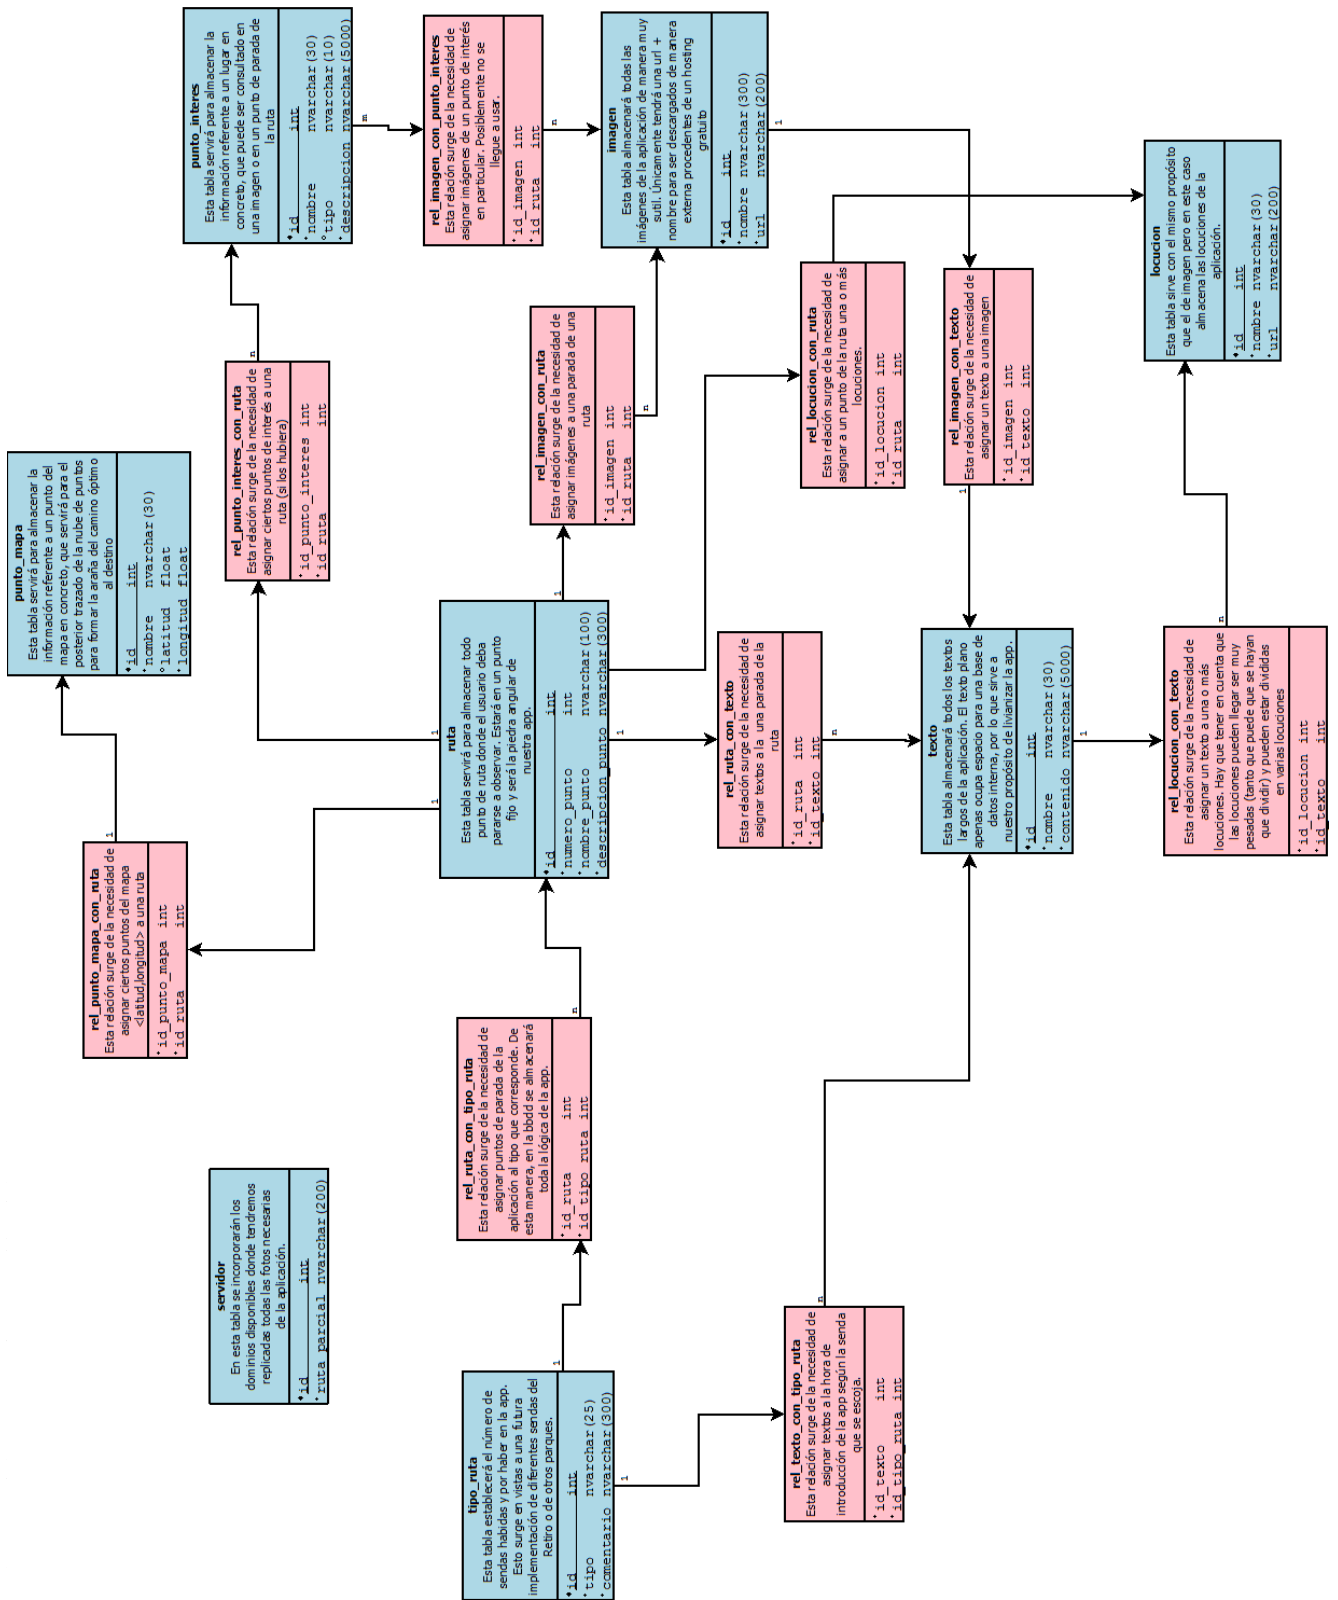 punto_mapa
Esta tabla servirá para almacenar la
información referente a un punto del
mapa en concreto, que servirá para el
posterior trazado de la nube de puntos
para formar la araña del camino óptimo
al destino
id int
nombre nvarchar(30)
latitud float
longitud float
rel_punto_mapa_con_ruta
Esta relación surge de la necesidad de
asignar ciertos puntos del mapa
<latitud,longitud> a una ruta
id_punto_mapa int
id_ruta int
1
1
servidor
En esta tabla se incorporarán los
dominios disponibles donde tendremos
replicadas todas las fotos necesarias
de la aplicación.
id int
ruta parcial nvarchar(200)
punto_interes
Esta tabla servirá para almacenar la
información referente a un lugar en
concreto, que puede ser consultado en
una imagen o en un punto de parada de
la ruta
id int
nombre nvarchar(30)
tipo nvarchar(10)
descripcion nvarchar(5000)
m
rel_punto_interes_con_ruta
Esta relación surge de la necesidad de
asignar ciertos puntos de interés a una
ruta (si los hubiera)
id_punto_interes int
id_ruta int
n
1
rel_imagen_con_punto_interes
Esta relación surge de la necesidad de
asignar imágenes de un punto de interés
en particular. Posiblemente no se
llegue a usar.
id_imagen int
id_ruta int
n
tipo_ruta
Esta tabla establecerá el número de
sendas habidas y por haber en la app.
Esto surge en vistas a una futura
implementación de diferentes sendas del
Retiro o de otros parques.
id int
tipo nvarchar(25)
comentario nvarchar(300)
1
1
rel_ruta_con_tipo_ruta
Esta relación surge de la necesidad de
asignar puntos de parada de la
aplicación al tipo que corresponde. De
esta manera, en la bbdd se almacenará
toda la lógica de la app.
id_ruta int
id_tipo ruta int
n
ruta
Esta tabla servirá para almacenar todo
punto de ruta donde el usuario deba
pararse a observar. Estará en un punto
fijo y será la piedra angular de
nuestra app.
id int
numero_punto int
nombre_punto nvarchar(100)
descripcion_punto nvarchar(300)
1
1
1
rel_imagen_con_ruta
Esta relación surge de la necesidad de
asignar imágenes a una parada de una
ruta
id_imagen int
id_ruta int
n
imagen
Esta tabla almacenará todas las
imágenes de la aplicación de manera muy
sutil. Únicamente tendrá una url +
nombre para ser descargados de manera
externa procedentes de un hosting
gratuito
id int
nombre nvarchar(300)
url nvarchar(200)
1
rel_texto_con_tipo_ruta
Esta relación surge de la necesidad de
asignar textos a la hora de
introducción de la app según la senda
que se escoja.
id_texto int
id_tipo_ruta int
n
rel_ruta_con_texto
Esta relación surge de la necesidad de
asignar textos a la una parada de la
ruta
id_ruta int
id_texto int
n
rel_locucion_con_ruta
Esta relación surge de la necesidad de
asignar a un punto de la ruta una o más
locuciones.
id_locucion int
id_ruta int
texto
Esta tabla almacenará todos los textos
largos de la aplicación. El texto plano
apenas ocupa espacio para una base de
datos interna, por lo que sirve a
nuestro propósito de livianizar la app.
id int
nombre nvarchar(30)
contenido nvarchar(5000)
1
rel_imagen_con_texto
Esta relación surge de la necesidad de
asignar un texto a una imagen
id_imagen int
id_texto int
1
rel_locucion_con_texto
Esta relación surge de la necesidad de
asignar un texto a una o más
locuciones. Hay que tener en cuenta que
las locuciones pueden llegar ser muy
pesadas (tanto que puede que se hayan
que dividir) y pueden estar divididas
en varias locuciones
id_locucion int
id_texto int
n
locucion
Esta tabla sirve con el mismo propósito
que el de imagen pero en este caso
almacena las locuciones de la
aplicación.
id int
nombre nvarchar(30)
url nvarchar(200)